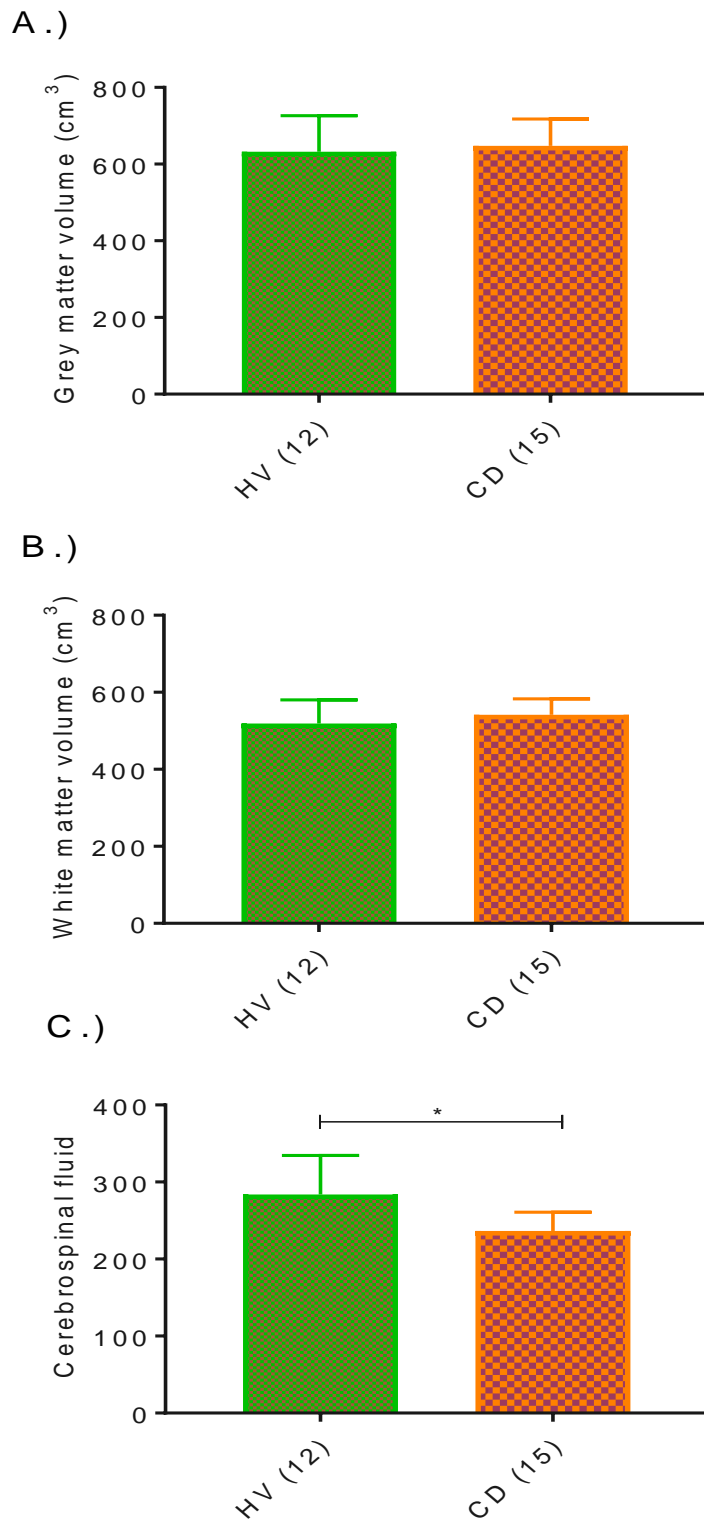 A.)
Grey matter volume (cm³)
800
600
400
200
0
HV (12)
CD (15)
B.)
White matter volume (cm³)
800
600
400
200
0
HV (12)
CD (15)
C.)
Cerebrospinal fluid
400
300
200
100
0
*
HV (12)
CD (15)